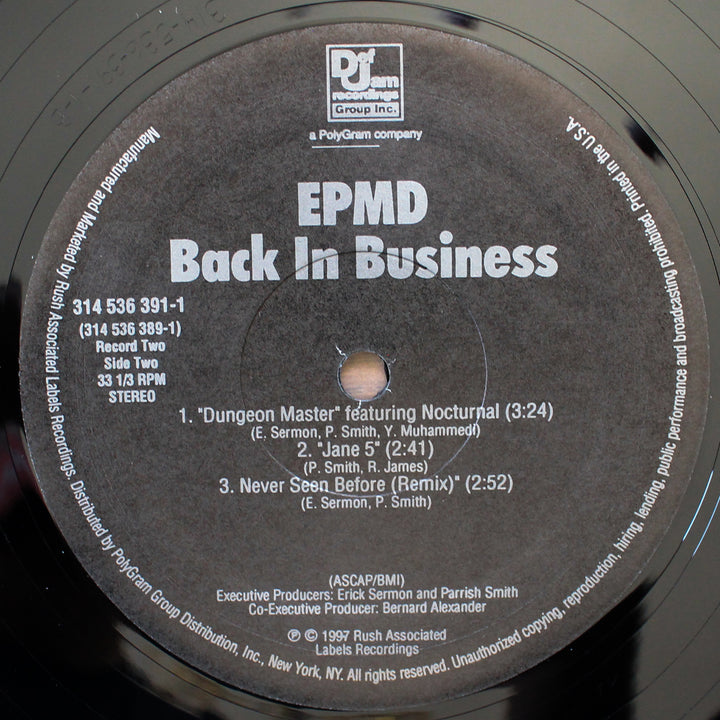 Def
Jam
recordings
Group Inc.
a PolyGram company
EPMD
Back In Business
314 536 391-1
(314 536 389-1)
Record Two
Side Two
33 1/3 RPM
STEREO
1. "Dungeon Master" featuring Nocturnal (3:24)
(E. Sermon, P. Smith, Y. Muhammed)
2. "Jane 5" (2:41)
(P. Smith, R. James)
3. Never Seen Before (Remix)" (2:52)
(E. Sermon, P. Smith)
(ASCAP/BMI)
Executive Producers: Erick Sermon and Parrish Smith
Co-Executive Producer: Bernard Alexander
℗ © 1997 Rush Associated
Labels Recordings
Manufactured and Marketed by Rush Associated Labels Recordings. Distributed by PolyGram Group Distribution, Inc., New York, NY. All rights reserved. Unauthorized copying, reproduction, hiring, lending, public performance and broadcasting prohibited. Printed in the U.S.A.